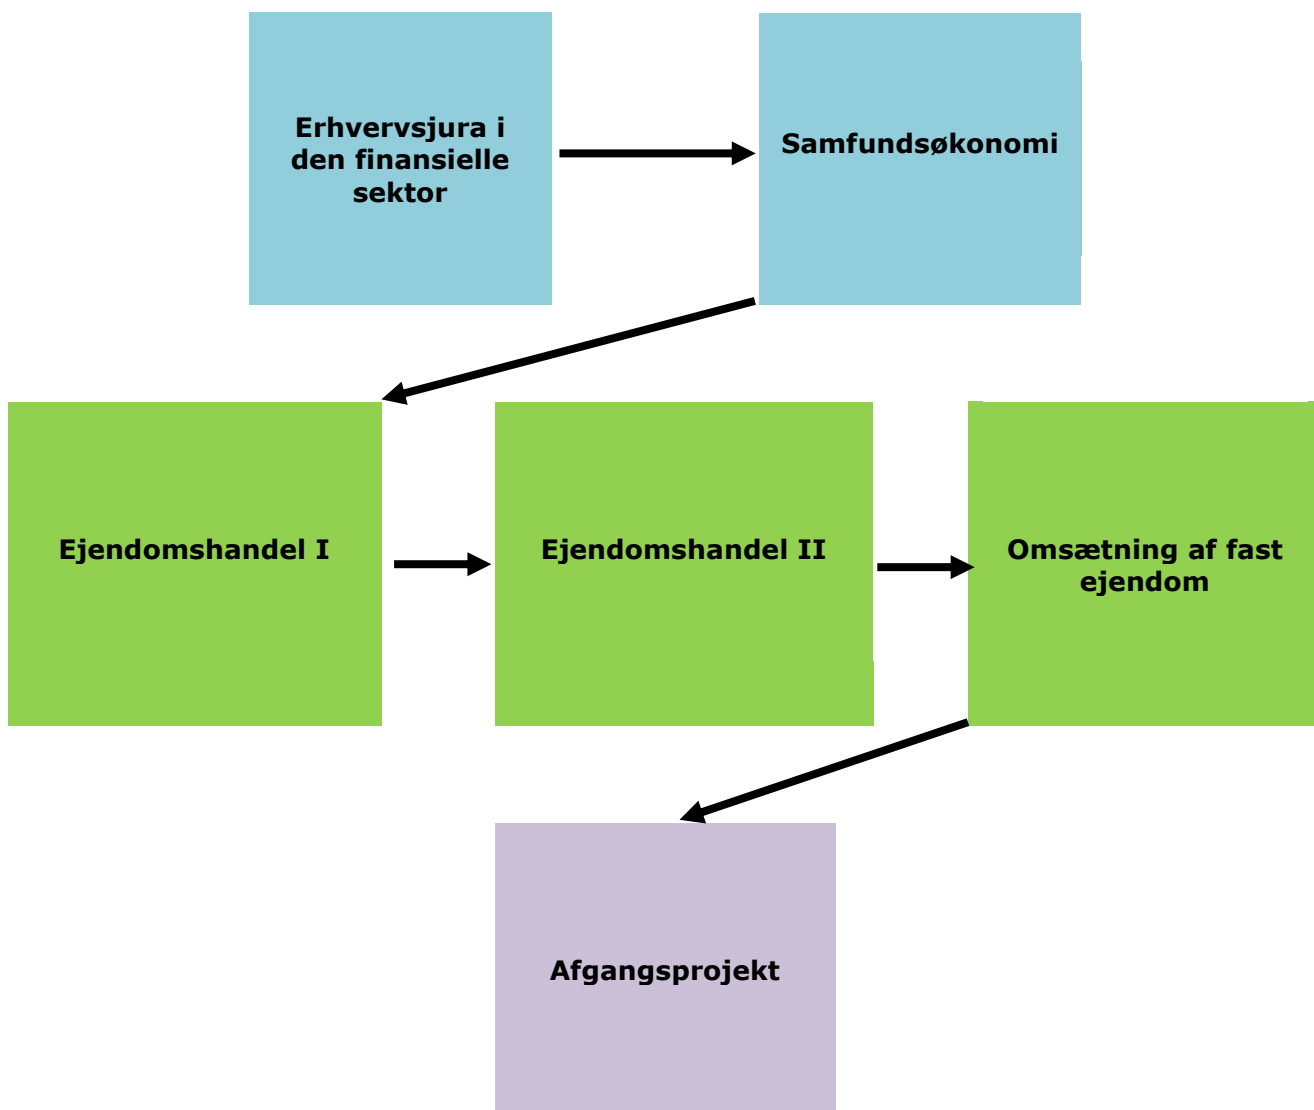 Erhvervsjura i
den finansielle
sektor
Samfundsøkonomi
Ejendomshandel I
Ejendomshandel II
Omsætning af fast
ejendom
Afgangsprojekt